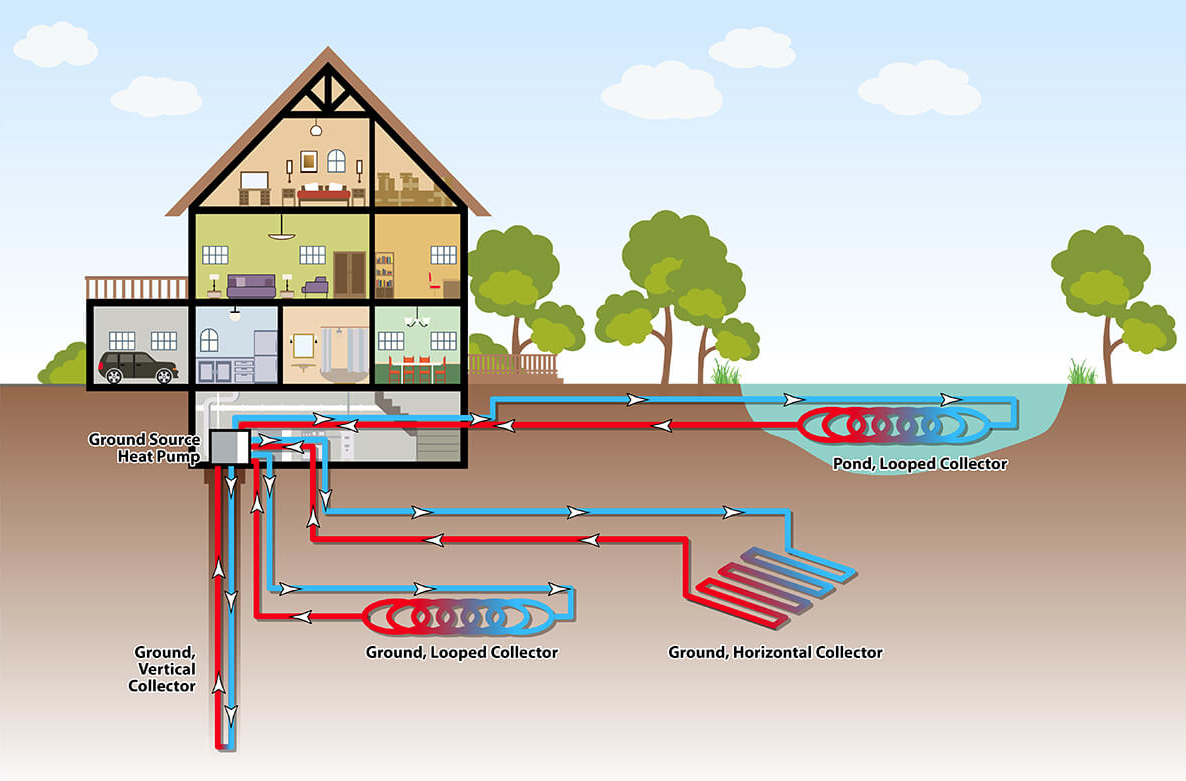 Ground Source
Heat Pump
Pond, Looped Collector
Ground,
Vertical
Collector
Ground, Looped Collector
Ground, Horizontal Collector